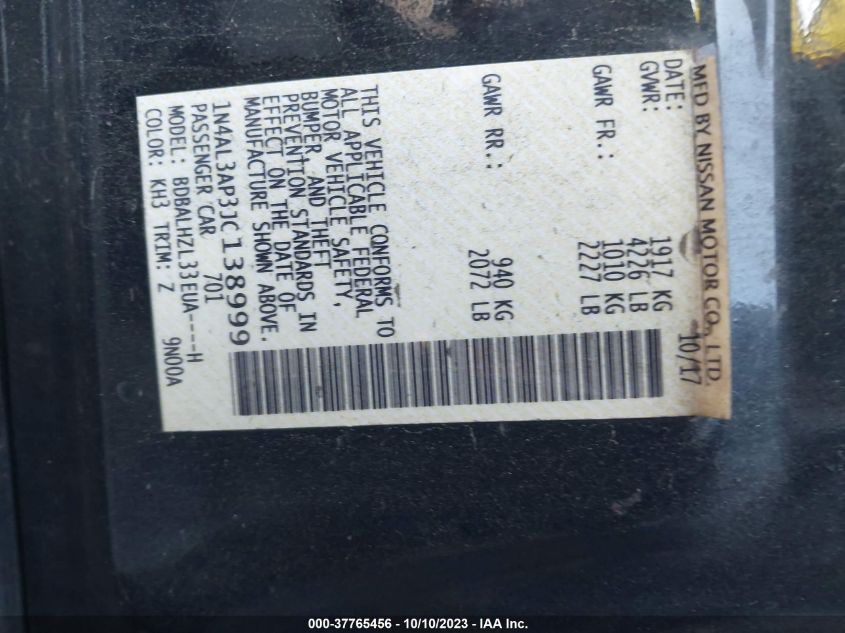 MFD BY NISSAN MOTOR CO., LTD.
DATE: 10/17
GVWR: 1917 KG
4226 LB
GAWR FR.: 1010 KG
2227 LB
GAWR RR.: 940 KG
2072 LB
THIS VEHICLE CONFORMS TO
ALL APPLICABLE FEDERAL
MOTOR VEHICLE SAFETY,
BUMPER, AND THEFT
PREVENTION STANDARDS IN
EFFECT ON THE DATE OF
MANUFACTURE SHOWN ABOVE.
1N4AL3AP3JC138999
PASSENGER CAR 701
MODEL: BDBALHZL33EUA----H
COLOR: KH3 TRIM: Z 9N00A
000-37765456 - 10/10/2023 - IAA Inc.